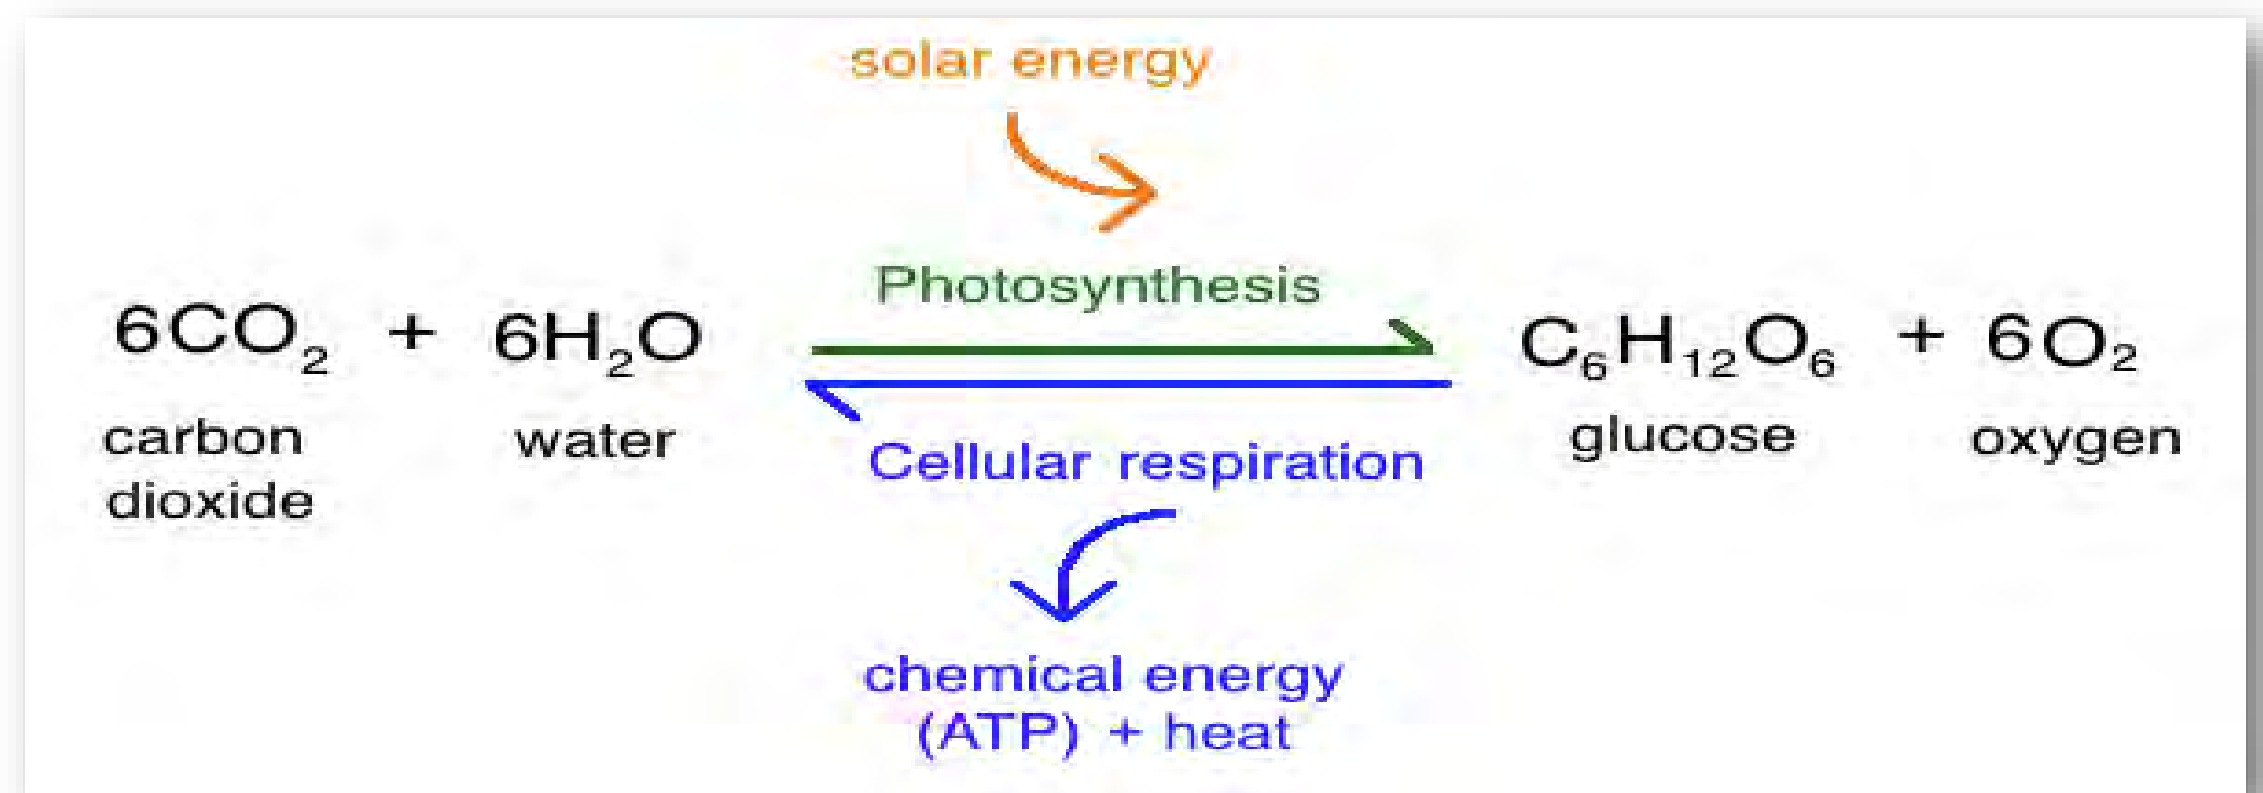 solar energy
Photosynthesis
6CO₂ + 6H₂O C₆H₁₂O₆ + 6O₂
carbon dioxide water glucose oxygen
Cellular respiration
chemical energy
(ATP) + heat